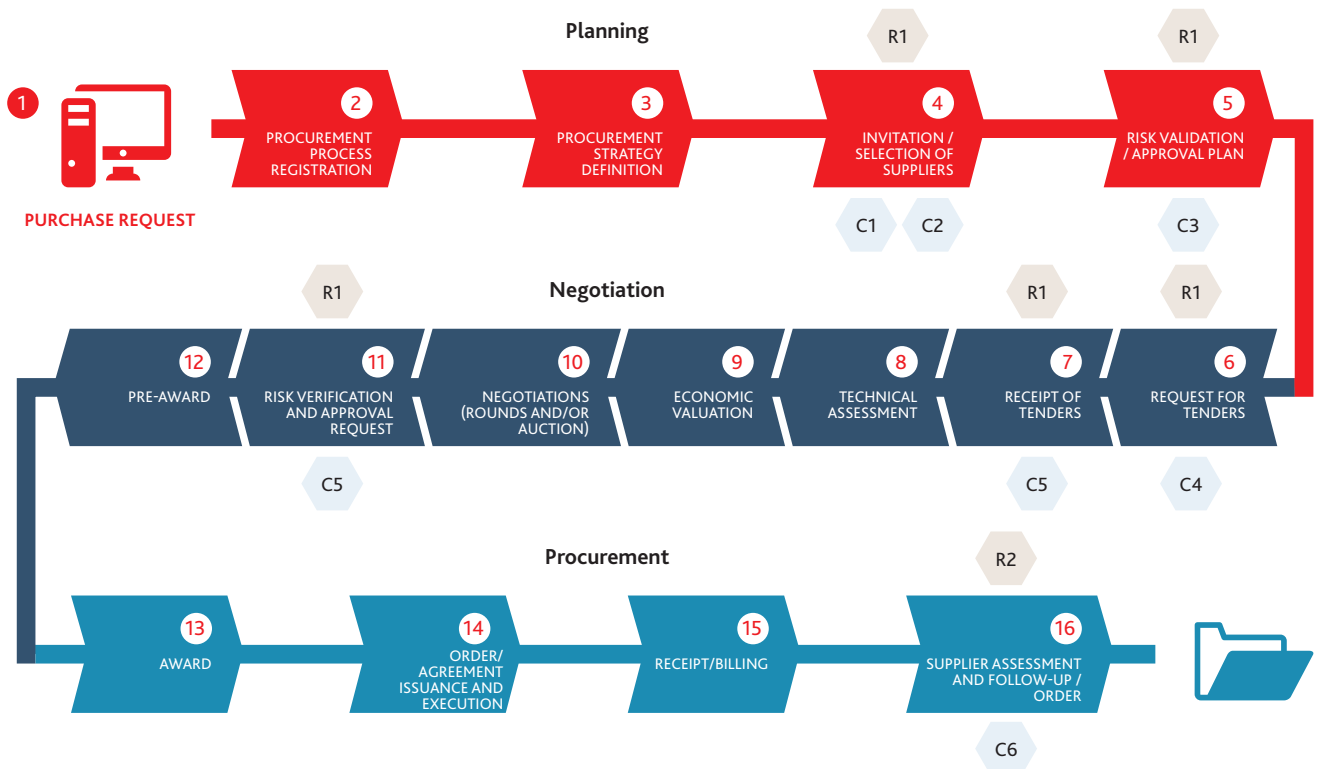 Planning
R1
R1
1
PURCHASE REQUEST
2
PROCUREMENT
PROCESS
REGISTRATION
3
PROCUREMENT
STRATEGY
DEFINITION
4
INVITATION /
SELECTION OF
SUPPLIERS
5
RISK VALIDATION
/ APPROVAL PLAN
C1
C2
C3
Negotiation
R1
R1
R1
12
PRE-AWARD
11
RISK VERIFICATION
AND APPROVAL
REQUEST
10
NEGOTIATIONS
(ROUNDS AND/OR
AUCTION)
9
ECONOMIC
VALUATION
8
TECHNICAL
ASSESSMENT
7
RECEIPT OF
TENDERS
6
REQUEST FOR
TENDERS
C5
C5
C4
Procurement
R2
13
AWARD
14
ORDER/
AGREEMENT
ISSUANCE AND
EXECUTION
15
RECEIPT/BILLING
16
SUPPLIER ASSESSMENT
AND FOLLOW-UP /
ORDER
C6